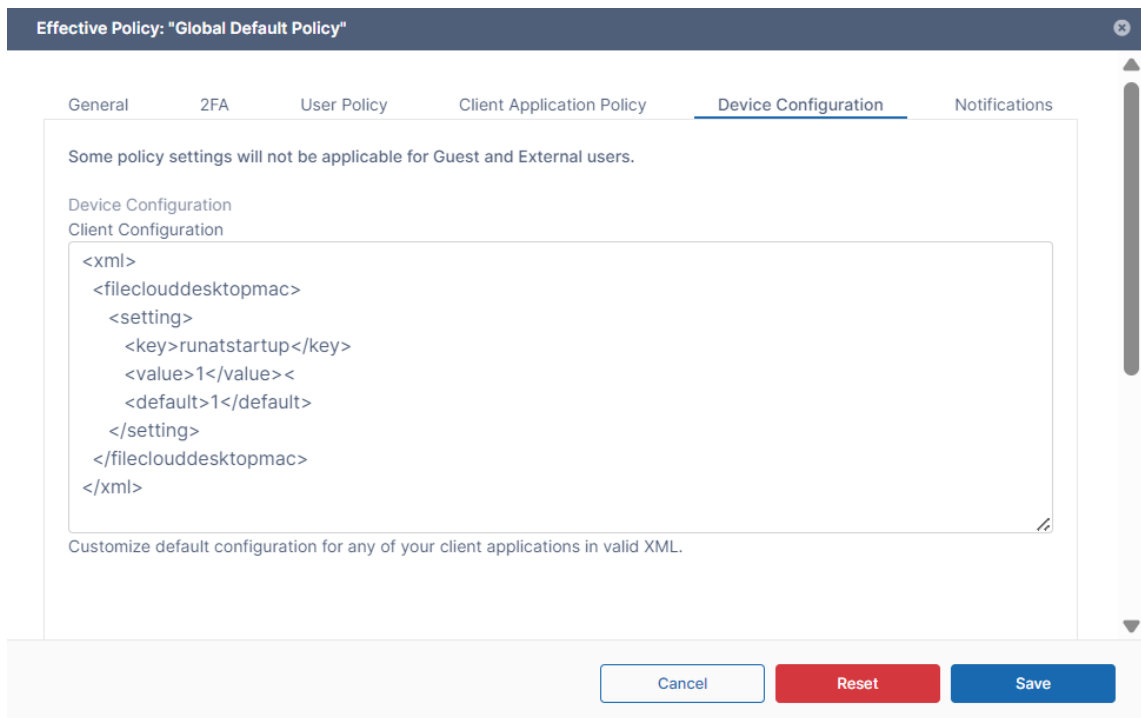 Effective Policy: "Global Default Policy"
General 2FA User Policy Client Application Policy Device Configuration Notifications
Some policy settings will not be applicable for Guest and External users.
Device Configuration
Client Configuration
<xml>
<fileclouddesktopmac>
<setting>
<key>runatstartup</key>
<value>1</value><
<default>1</default>
</setting>
</fileclouddesktopmac>
</xml>
Customize default configuration for any of your client applications in valid XML.
Cancel Reset Save